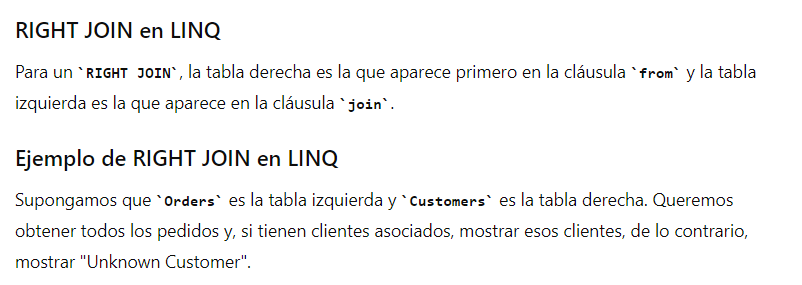 RIGHT JOIN en LINQ
Para un `RIGHT JOIN`, la tabla derecha es la que aparece primero en la cláusula `from` y la tabla
izquierda es la que aparece en la cláusula `join`.
Ejemplo de RIGHT JOIN en LINQ
Supongamos que `Orders` es la tabla izquierda y `Customers` es la tabla derecha. Queremos
obtener todos los pedidos y, si tienen clientes asociados, mostrar esos clientes, de lo contrario,
mostrar "Unknown Customer".